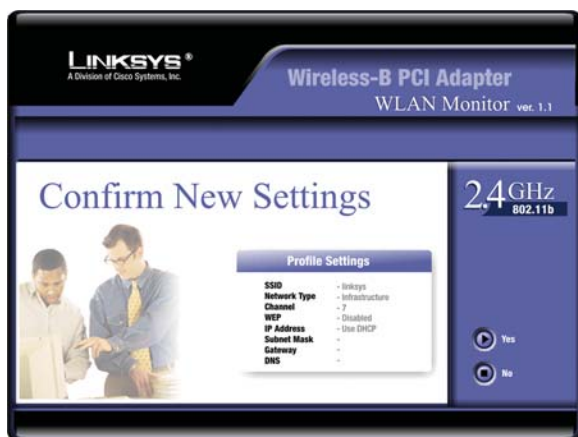 LINKSYS®
A Division of Cisco Systems, Inc.
Wireless-B PCI Adapter
WLAN Monitor ver. 1.1
Confirm New Settings
2,4GHz
802.11b
Profile Settings
SSID - linksys
Network Type - Infrastructure
Channel - 7
WEP - Disabled
IP Address - Use DHCP
Subnet Mask -
Gateway -
DNS -
Yes
No